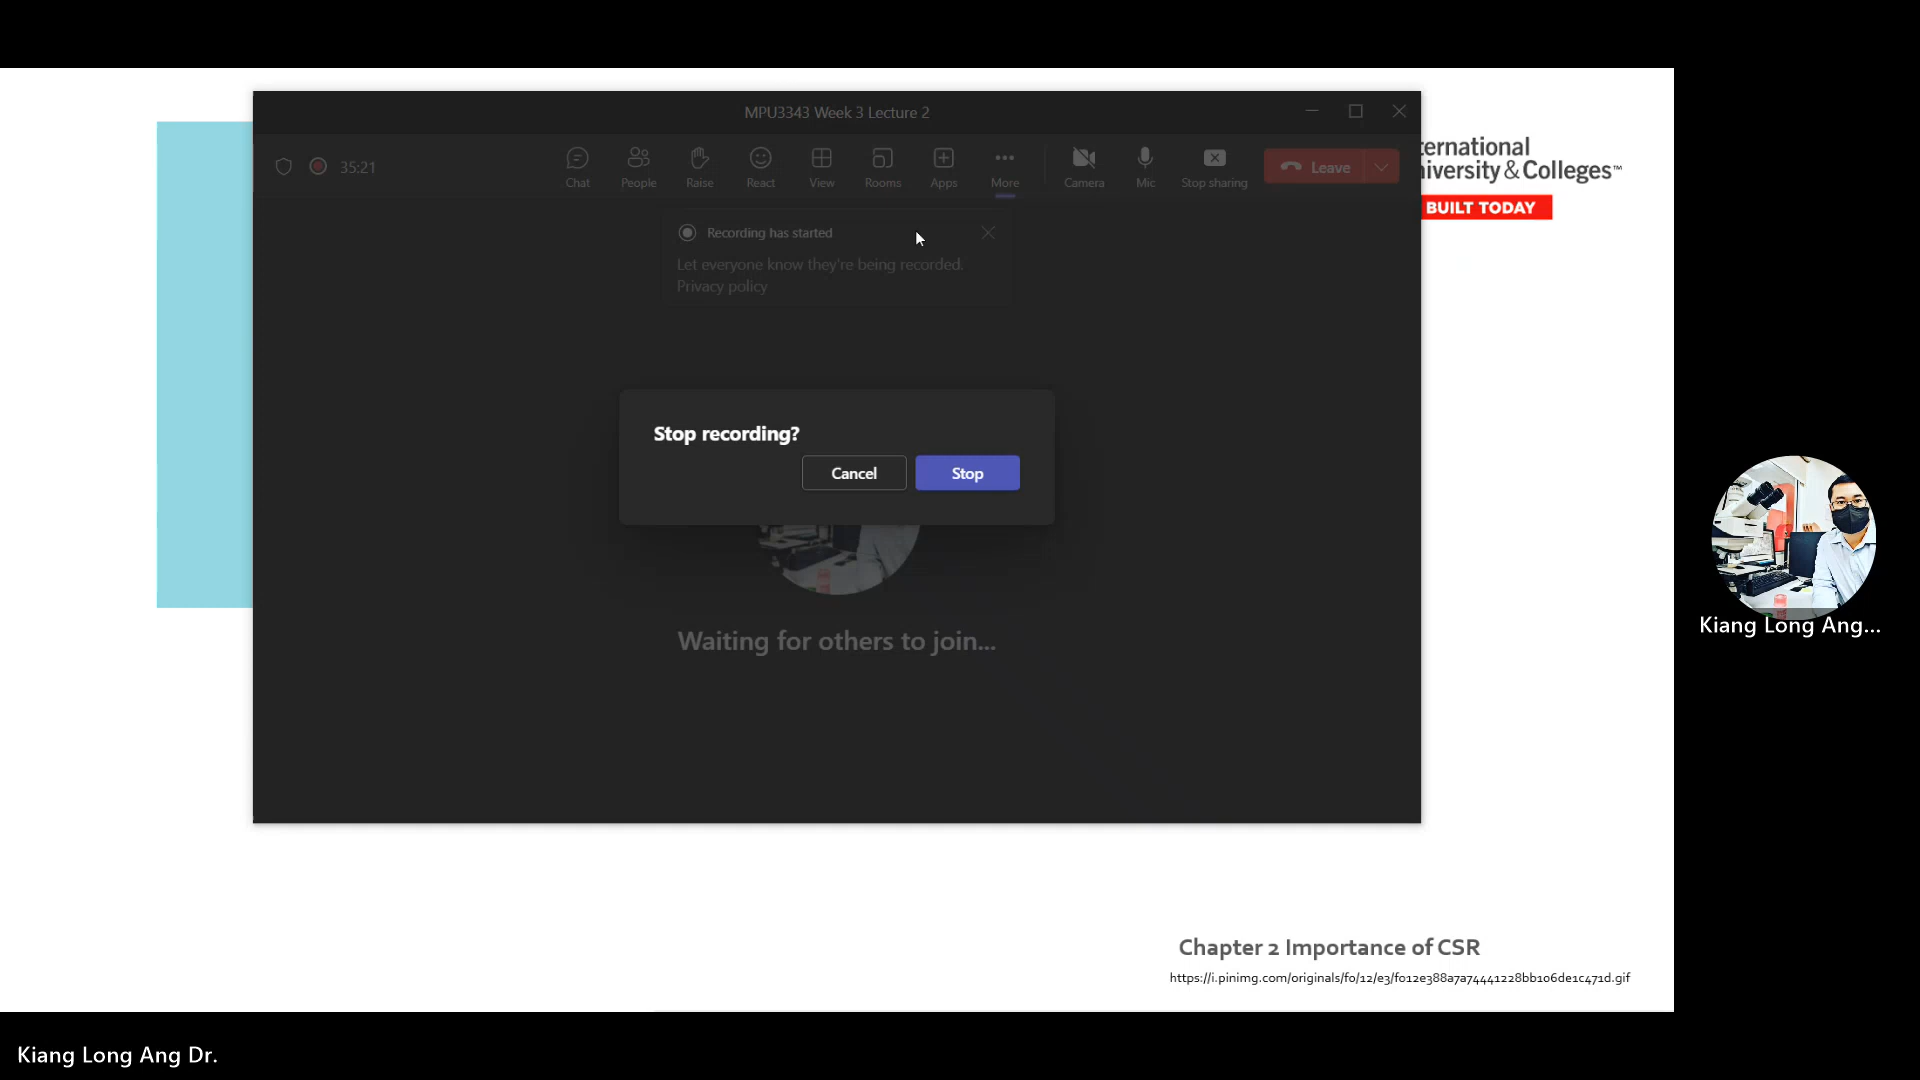 MPU3343 Week 3 Lecture 2
35:21
Chat
People
Raise
React
View
Rooms
Apps
More
Camera
Mic
Stop sharing
Leave
Recording has started
Let everyone know they're being recorded.
Privacy policy
Stop recording?
Cancel
Stop
Waiting for others to join...
University & Colleges™
BUILT TODAY
Kiang Long Ang...
Chapter 2 Importance of CSR
https://i.pinimg.com/originals/f0/12/e3/f012e388a7a74441228bb106de1c471d.gif
Kiang Long Ang Dr.